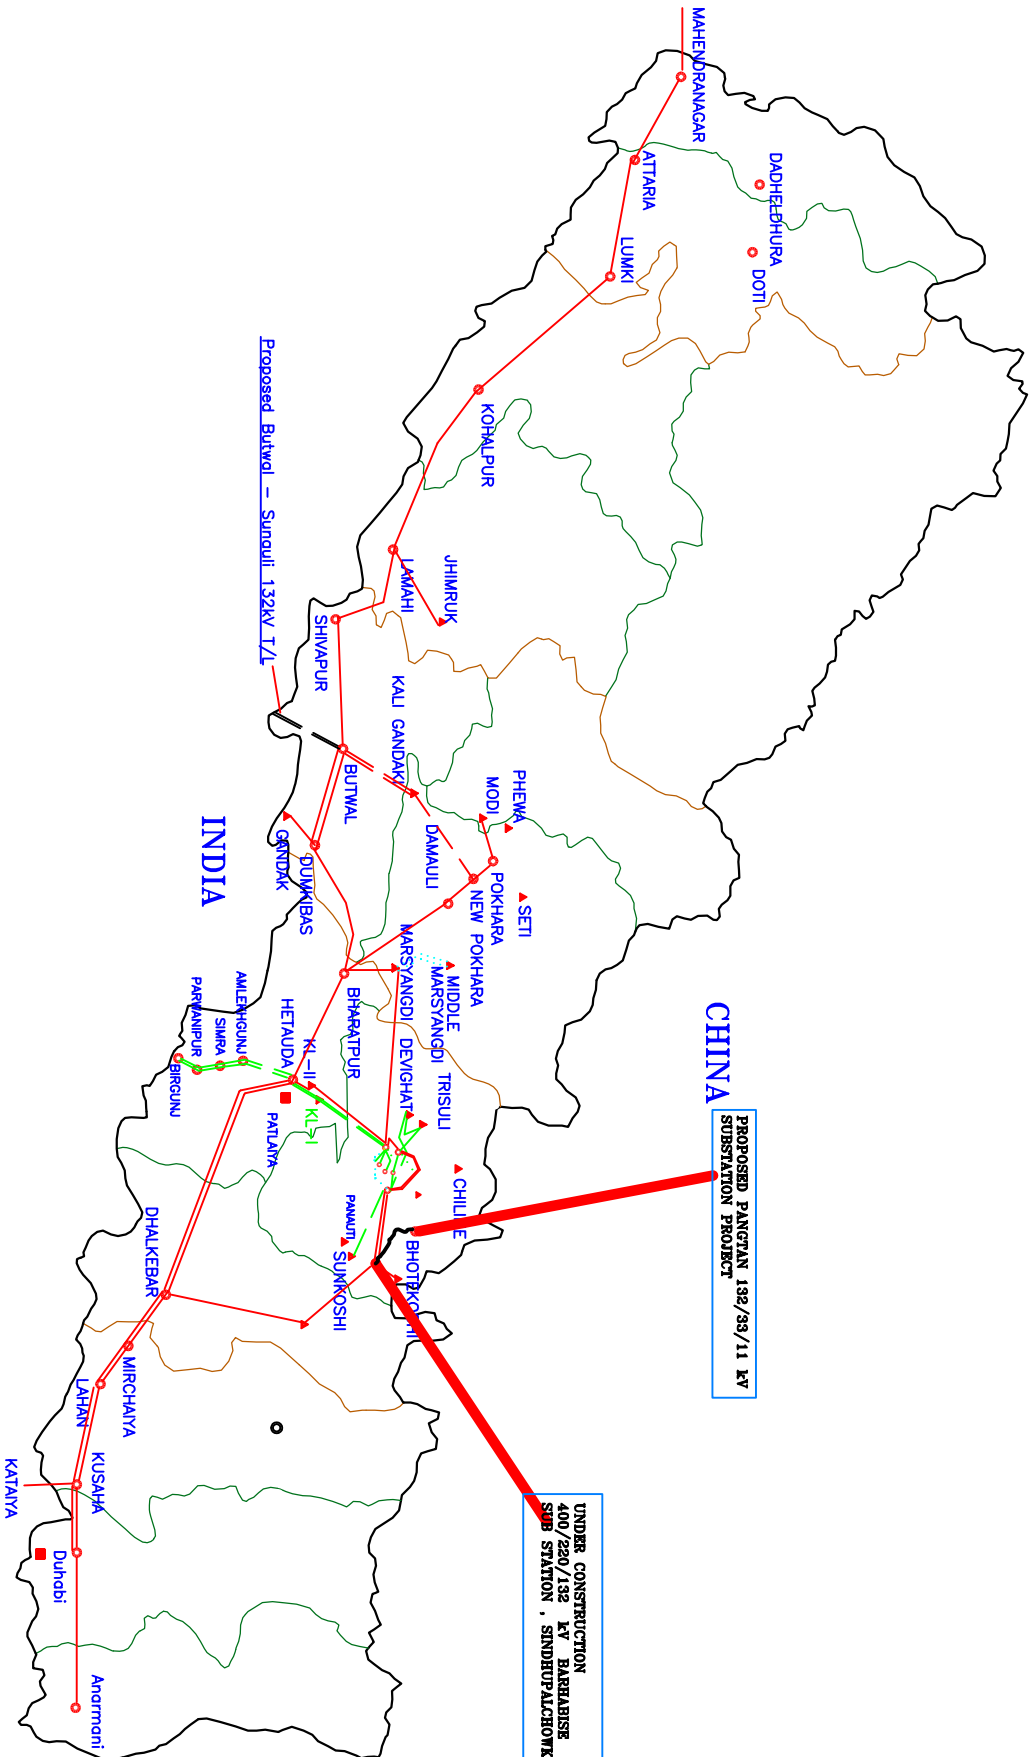 MAHENDRANAGAR
ATTARIA
DADHELDHURA
DOTI
LUMKI
KOHALPUR
Proposed Butwal - Sunauli 132kV T/L
JHIMRUK
LAMAHI
SHIVAPUR
KALI GANDAKI
BUTWAL
PHEWA
MODI
DAMAULI
POKHARA
NEW POKHARA
SETI
GANDAK
DUMKIBAS
INDIA
MARSYANGDI
MIDDLE
MARSYANGDI
BHARATPUR
CHINA
HETAUDA
KL-II
KL-I
DEVIGHAT
TRISULI
AMLEKHGUNJ
SIMRA
PARWANIPUR
BIRGUNJ
PATLAIYA
CHILIME
PANAUTI
SUNKOSHI
BHOTEKOSHI
PROPOSED PANGTAN 132/33/11 kV
SUBSTATION PROJECT
DHALKEBAR
MIRCHAIYA
LAHAN
KUSAHA
KATAIYA
Duhabi
Anarmani
UNDER CONSTRUCTION
400/220/132 kV BARHABISE
SUB STATION , SINDHUPALCHOWK